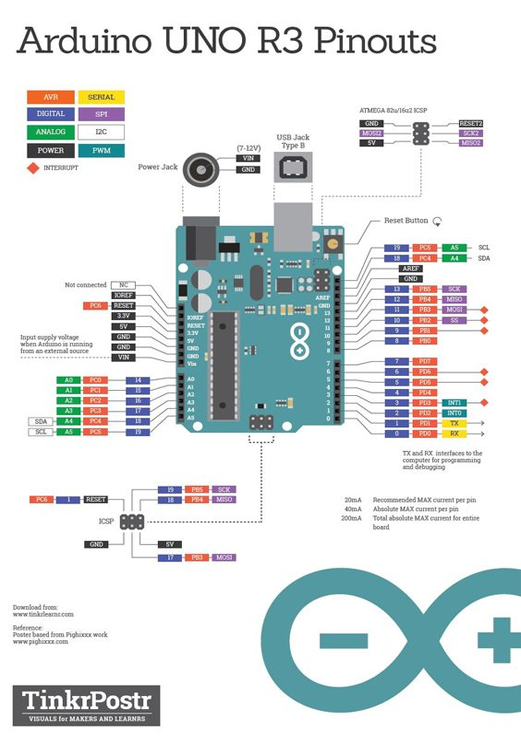 Arduino UNO R3 Pinouts
AVR SERIAL
DIGITAL SPI
ANALOG I2C
POWER PWM
INTERRUPT
ATMEGA 82u/16u2 ICSP
GND RESET2
MOSI2 SCK2
5V MISO2
Power Jack
(7-12V)
VIN
GND
USB Jack
Type B
Reset Button
19 PC5 A5 SCL
18 PC4 A4 SDA
AREF
GND
13 PB5 SCK
12 PB4 MISO
11 PB3 MOSI
10 PB2 SS
9 PB1
8 PB0
7 PD7
6 PD6
5 PD5
4 PD4
3 PD3 INT1
2 PD2 INT0
1 PD1 TX
0 PD0 RX
TX and RX interfaces to the
computer for programming
and debugging
Not connected NC
IOREF
PC6 RESET
3.3V
5V
GND
GND
VIN
Input supply voltage
when Arduino is running
from an external source
A0 PC0 14
A1 PC1 15
A2 PC2 16
A3 PC3 17
SDA A4 PC4 18
SCL A5 PC5 19
IOREF
RESET
3.3V
5V
GND
GND
Vin
A0
A1
A2
A3
A4
A5
AREF
GND
13
12
11
10
9
8
7
6
5
4
3
2
1
0
19 PB5 SCK
18 PB4 MISO
PC6 1 RESET
ICSP
GND 5V
17 PB3 MOSI
20mA Recommended MAX current per pin
40mA Absolute MAX current per pin
200mA Total absolute MAX current for entire
board
Download from:
www.tinkrlearnr.com
Reference:
Poster based from Pighixxx work
www.pighixxx.com
TinkrPostr
VISUALS for MAKERS AND LEARNRS